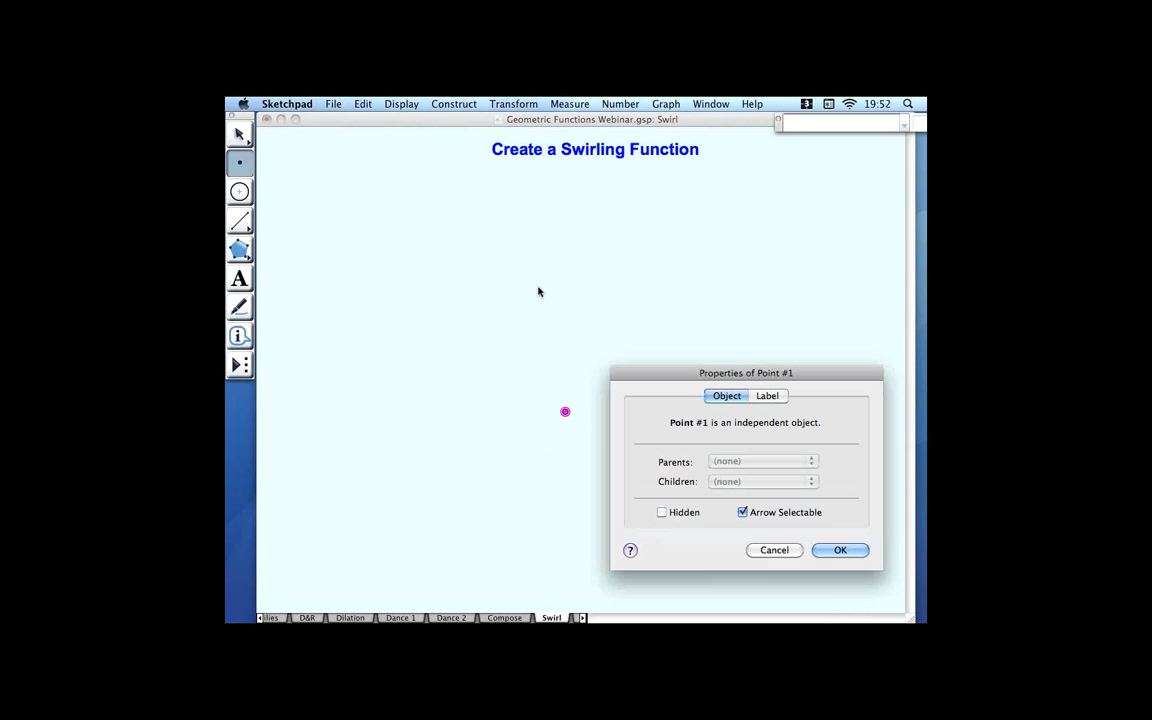 Sketchpad File Edit Display Construct Transform Measure Number Graph Window Help 19:52
Geometric Functions Webinar.gsp: Swirl
Create a Swirling Function
A
Properties of Point #1
Object Label
Point #1 is an independent object.
Parents: (none)
Children: (none)
Hidden Arrow Selectable
? Cancel OK
ilies D&R Dilation Dance 1 Dance 2 Compose Swirl